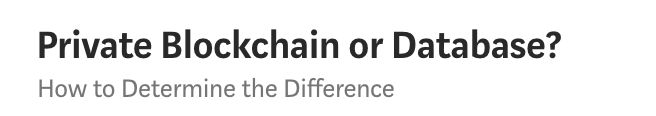 Private Blockchain or Database?
How to Determine the Difference